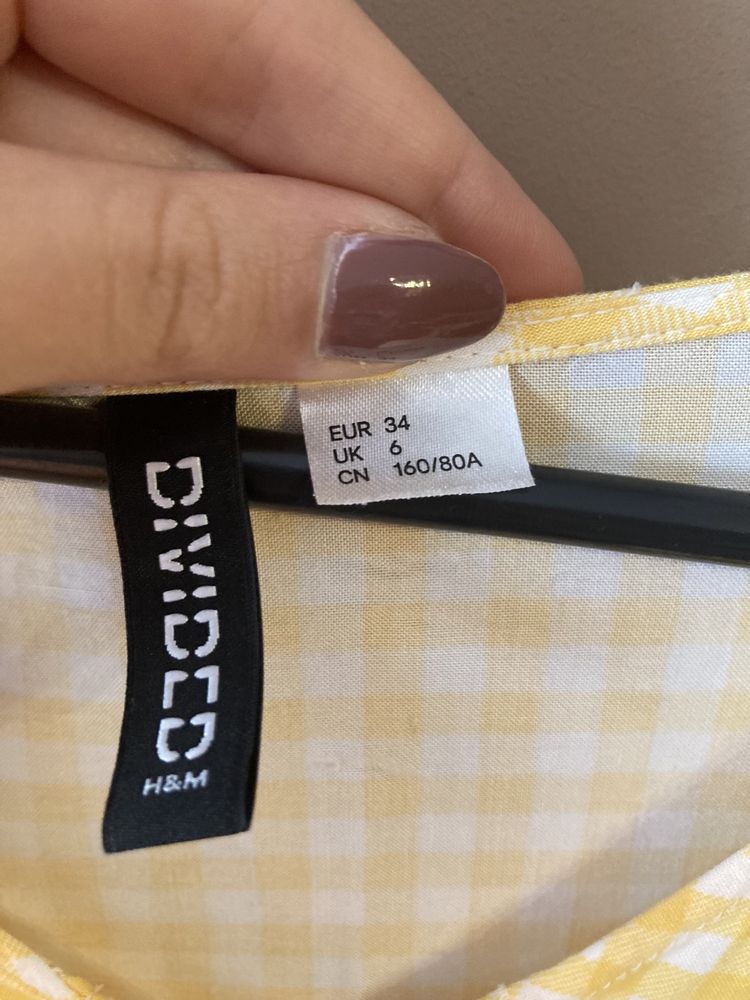 EUR 34
UK 6
CN 160/80A
DIVIDED
H&M